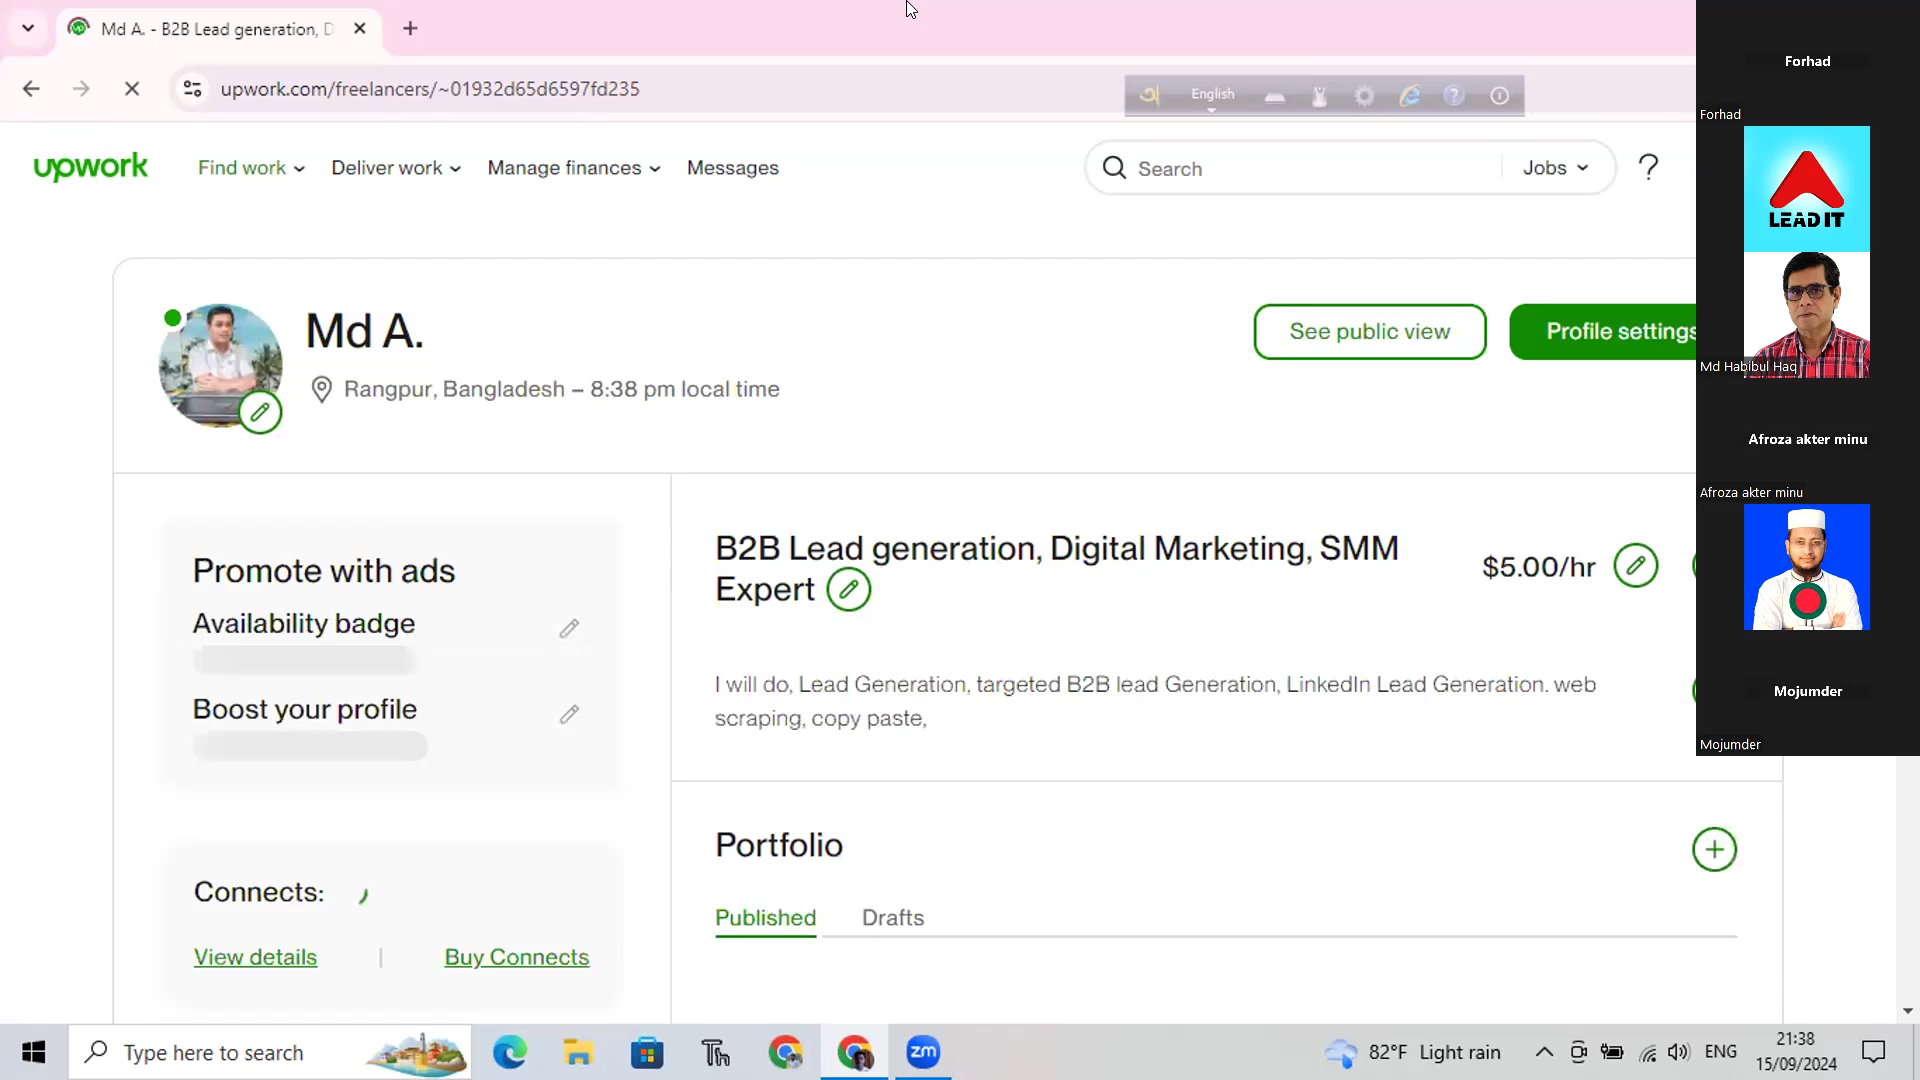 Md A. - B2B Lead generation, D
upwork.com/freelancers/~01932d65d6597fd235
অ English
upwork
Find work
Deliver work
Manage finances
Messages
Search
Jobs
Md A.
Rangpur, Bangladesh – 8:38 pm local time
See public view
Profile settings
Promote with ads
Availability badge
Boost your profile
Connects:
View details
Buy Connects
B2B Lead generation, Digital Marketing, SMM
Expert
$5.00/hr
I will do, Lead Generation, targeted B2B lead Generation, LinkedIn Lead Generation. web
scraping, copy paste,
Portfolio
Published
Drafts
Forhad
Forhad
LEAD IT
Md Habibul Haq
Afroza akter minu
Afroza akter minu
Mojumder
Mojumder
Type here to search
zm
82°F Light rain
ENG
21:38
15/09/2024